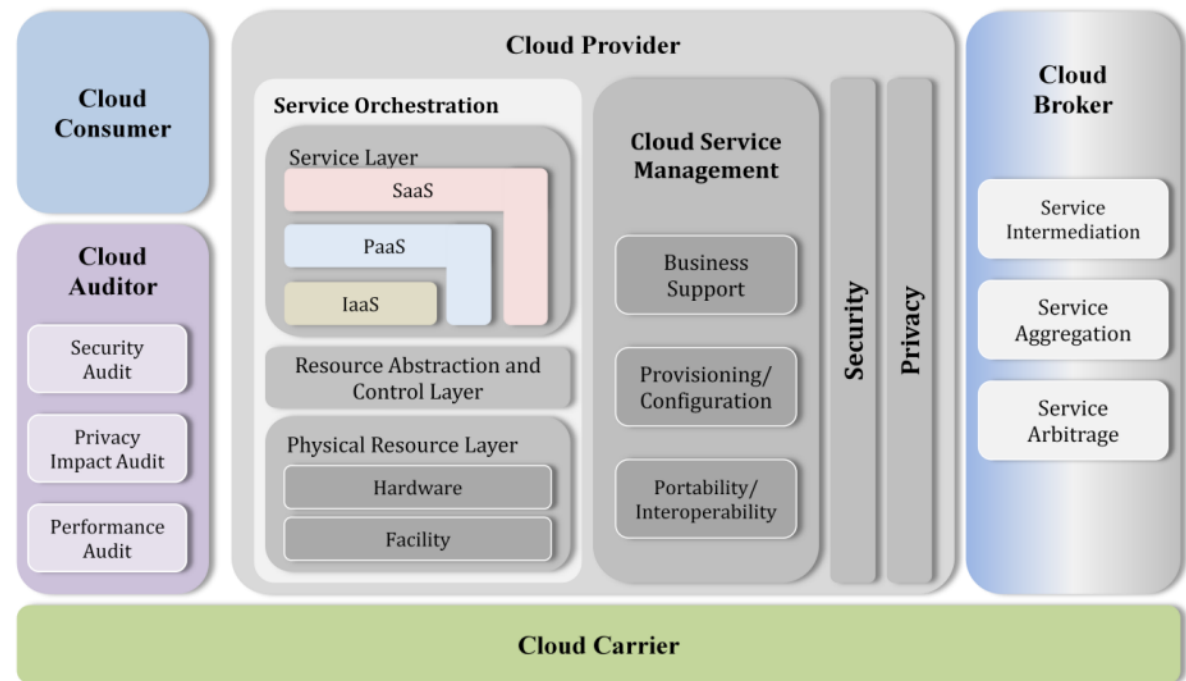 Cloud
Consumer
Cloud
Auditor
Security
Audit
Privacy
Impact Audit
Performance
Audit
Cloud Provider
Service Orchestration
Service Layer
SaaS
PaaS
IaaS
Resource Abstraction and
Control Layer
Physical Resource Layer
Hardware
Facility
Cloud Service
Management
Business
Support
Provisioning/
Configuration
Portability/
Interoperability
Security
Privacy
Cloud
Broker
Service
Intermediation
Service
Aggregation
Service
Arbitrage
Cloud Carrier